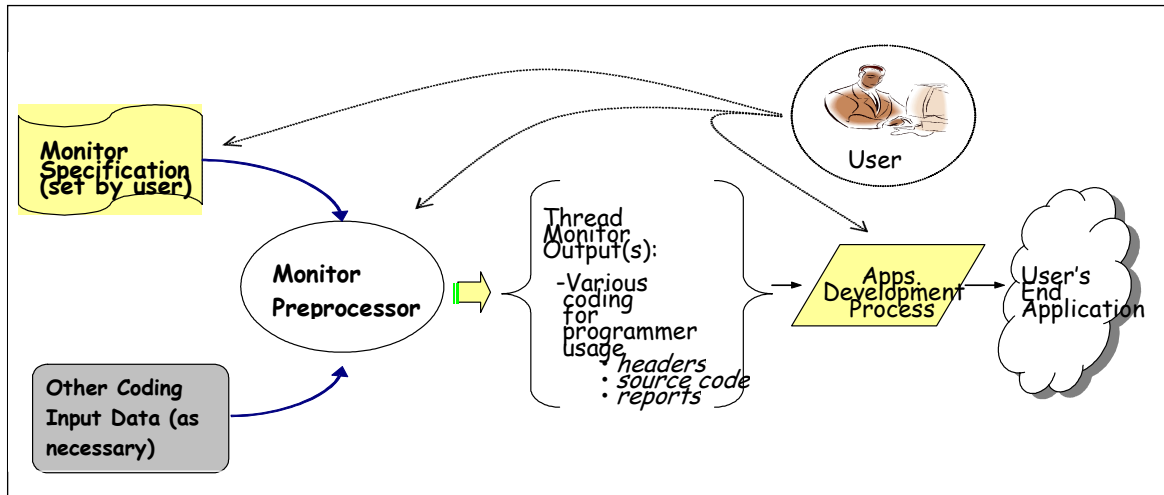 User
Monitor
Specification
(set by user)
Thread
Monitor
Output(s):
-Various
coding
for
programmer
usage
• headers
• source code
• reports
Monitor
Preprocessor
Apps.
Development
Process
User's
End
Application
Other Coding
Input Data (as
necessary)